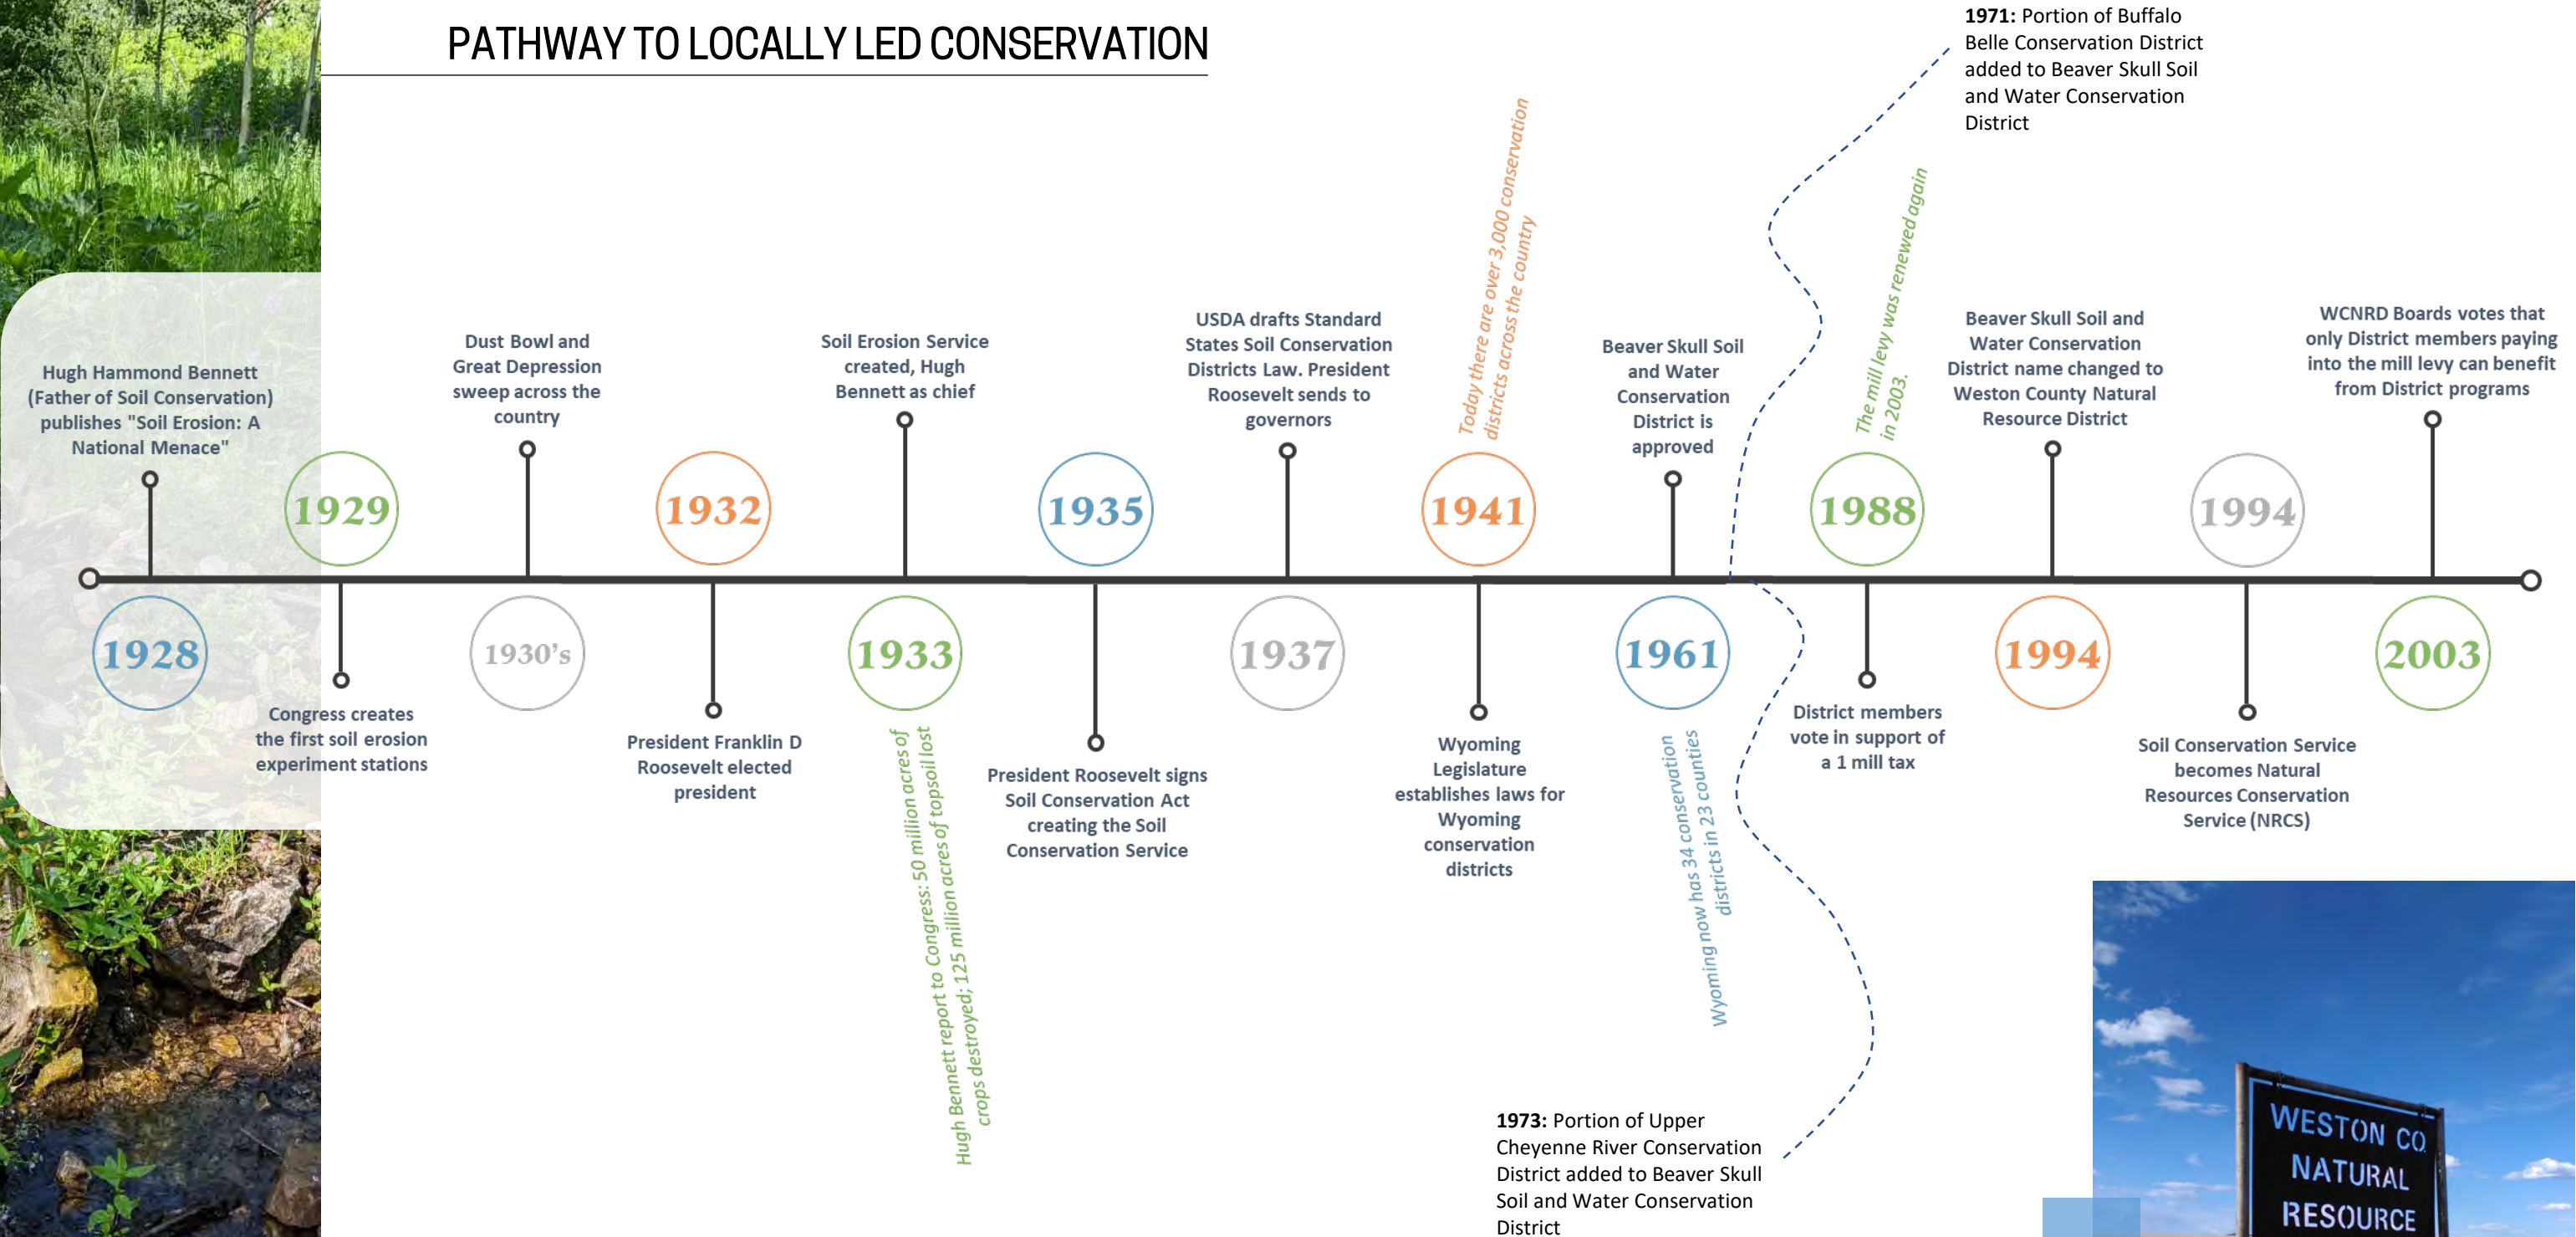 PATHWAY TO LOCALLY LED CONSERVATION
1971: Portion of Buffalo
Belle Conservation District
added to Beaver Skull Soil
and Water Conservation
District
Hugh Hammond Bennett
(Father of Soil Conservation)
publishes "Soil Erosion: A
National Menace"
1928
1929
Congress creates
the first soil erosion
experiment stations
Dust Bowl and
Great Depression
sweep across the
country
1930's
1932
President Franklin D
Roosevelt elected
president
Soil Erosion Service
created, Hugh
Bennett as chief
1933
Hugh Bennett report to Congress: 50 million acres of
crops destroyed; 125 million acres of topsoil lost
1935
President Roosevelt signs
Soil Conservation Act
creating the Soil
Conservation Service
USDA drafts Standard
States Soil Conservation
Districts Law. President
Roosevelt sends to
governors
1937
Today there are over 3,000 conservation
districts across the country
1941
Wyoming
Legislature
establishes laws for
Wyoming
conservation
districts
Beaver Skull Soil
and Water
Conservation
District is
approved
1961
Wyoming now has 34 conservation
districts in 23 counties
The mill levy was renewed again
in 2003.
1988
District members
vote in support of
a 1 mill tax
Beaver Skull Soil and
Water Conservation
District name changed to
Weston County Natural
Resource District
1994
1994
Soil Conservation Service
becomes Natural
Resources Conservation
Service (NRCS)
WCNRD Boards votes that
only District members paying
into the mill levy can benefit
from District programs
2003
1973: Portion of Upper
Cheyenne River Conservation
District added to Beaver Skull
Soil and Water Conservation
District
WESTON CO
NATURAL
RESOURCE